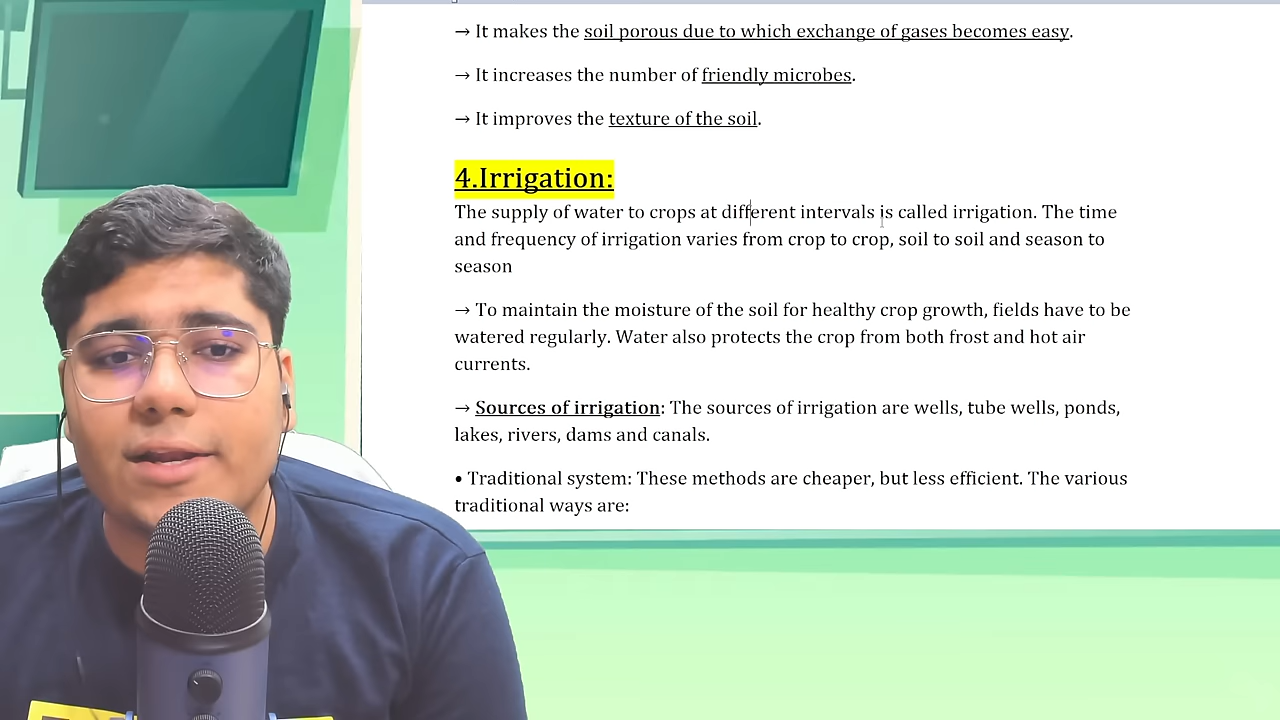 → It makes the soil porous due to which exchange of gases becomes easy.
→ It increases the number of friendly microbes.
→ It improves the texture of the soil.
4.Irrigation:
The supply of water to crops at different intervals is called irrigation. The time
and frequency of irrigation varies from crop to crop, soil to soil and season to
season
→ To maintain the moisture of the soil for healthy crop growth, fields have to be
watered regularly. Water also protects the crop from both frost and hot air
currents.
→ Sources of irrigation: The sources of irrigation are wells, tube wells, ponds,
lakes, rivers, dams and canals.
• Traditional system: These methods are cheaper, but less efficient. The various
traditional ways are: